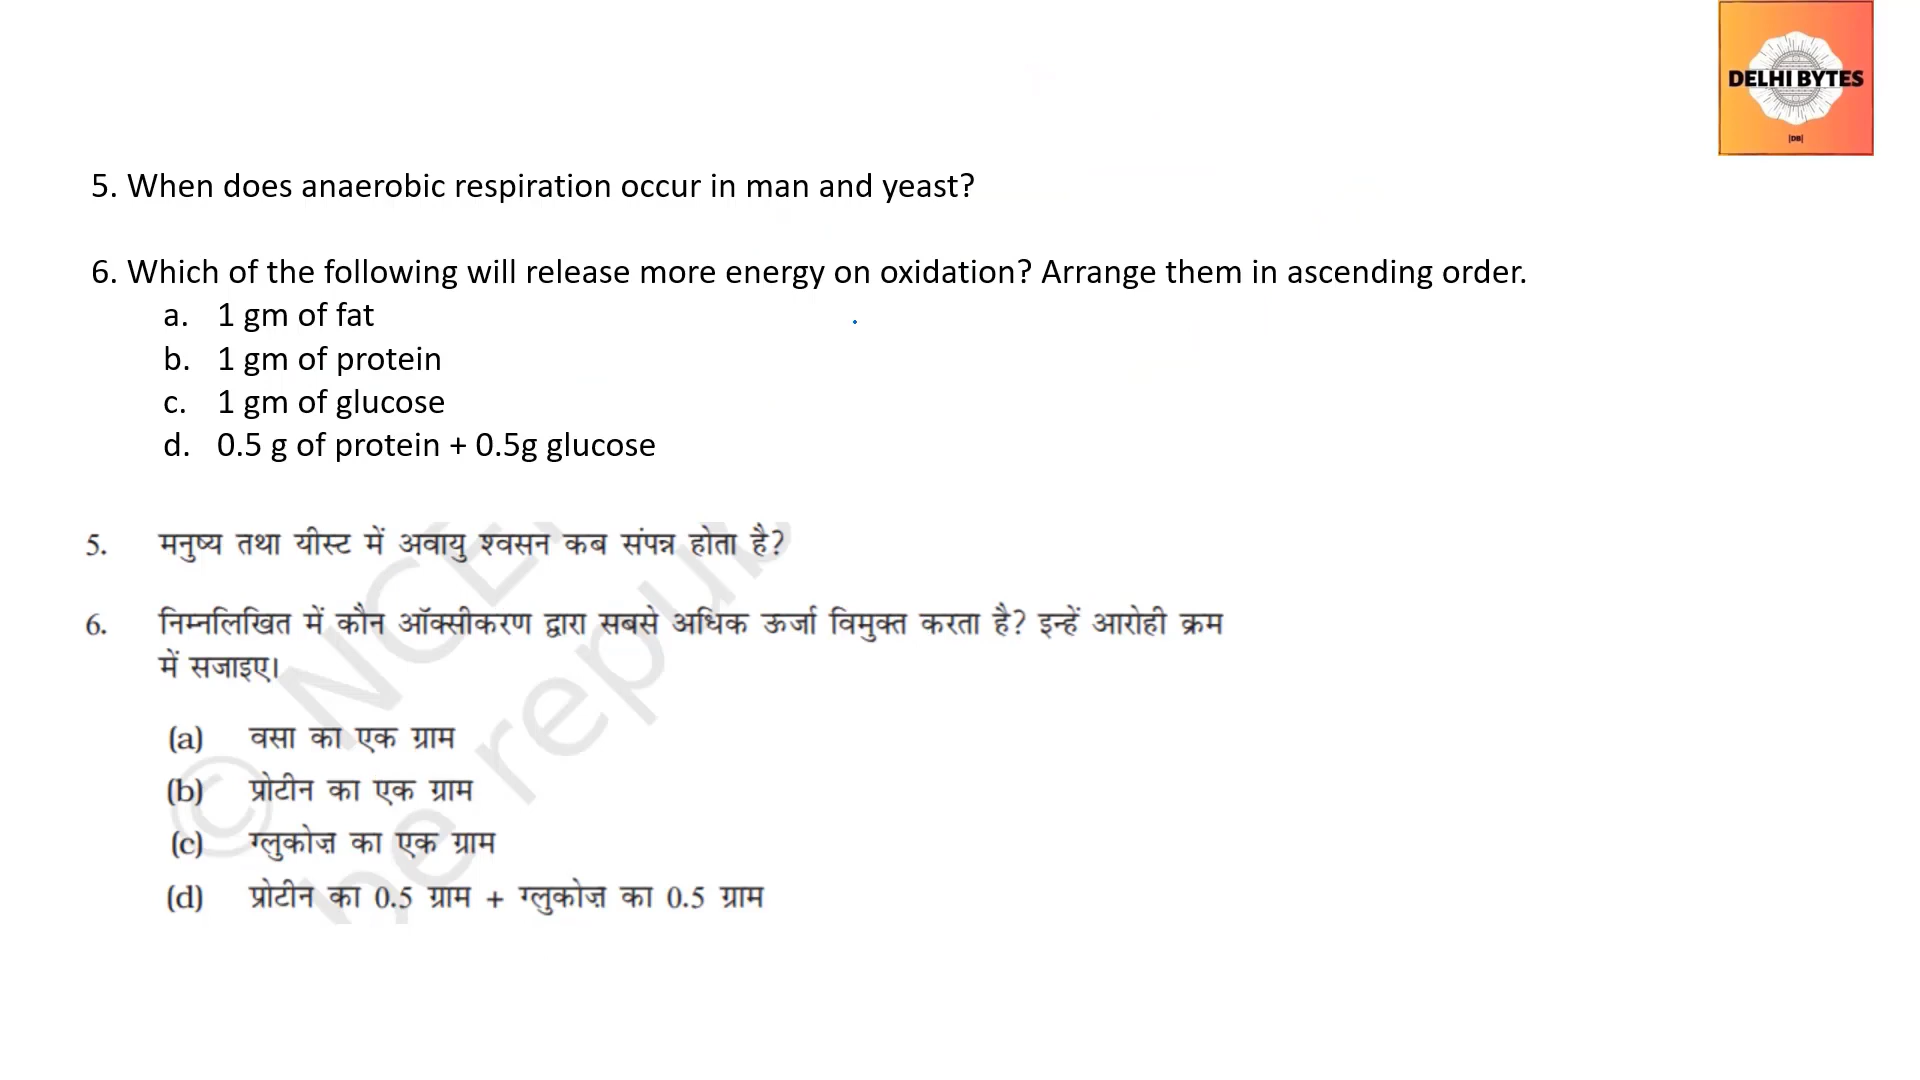 DELHI BYTES
|DB|
5. When does anaerobic respiration occur in man and yeast?
6. Which of the following will release more energy on oxidation? Arrange them in ascending order.
a. 1 gm of fat
b. 1 gm of protein
c. 1 gm of glucose
d. 0.5 g of protein + 0.5g glucose
5. मनुष्य तथा यीस्ट में अवायु श्वसन कब संपन्न होता है?
6. निम्नलिखित में कौन ऑक्सीकरण द्वारा सबसे अधिक ऊर्जा विमुक्त करता है? इन्हें आरोही क्रम
में सजाइए।
(a) वसा का एक ग्राम
(b) प्रोटीन का एक ग्राम
(c) ग्लुकोज़ का एक ग्राम
(d) प्रोटीन का 0.5 ग्राम + ग्लुकोज़ का 0.5 ग्राम